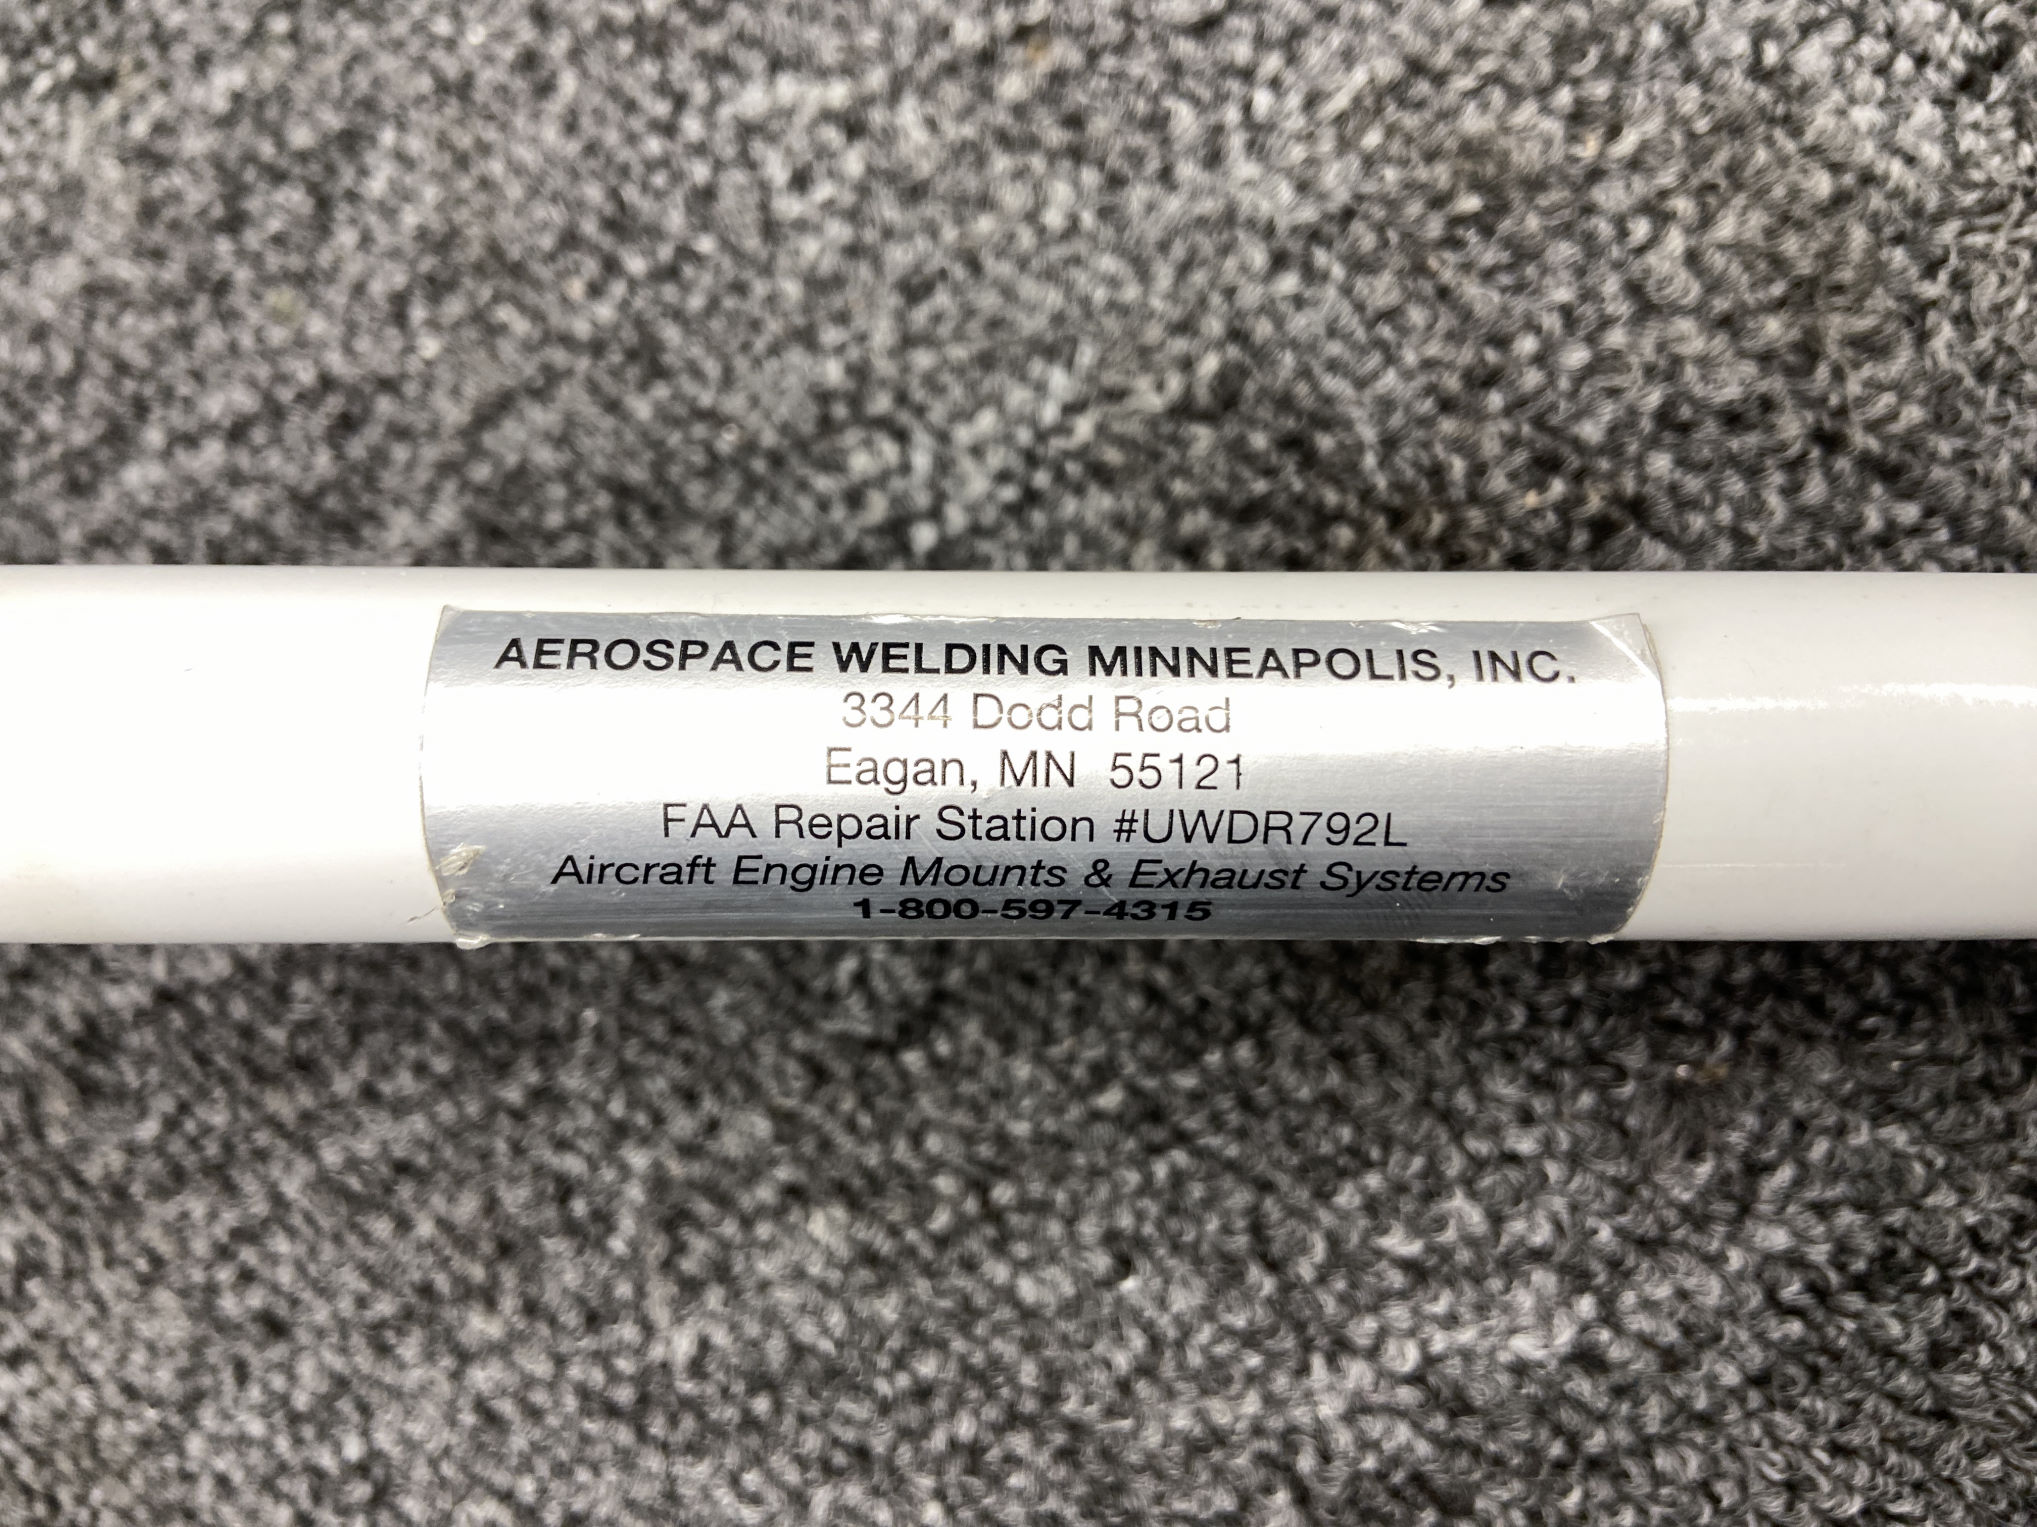 AEROSPACE WELDING MINNEAPOLIS, INC.
3344 Dodd Road
Eagan, MN 55121
FAA Repair Station #UWDR792L
Aircraft Engine Mounts & Exhaust Systems
1-800-597-4315